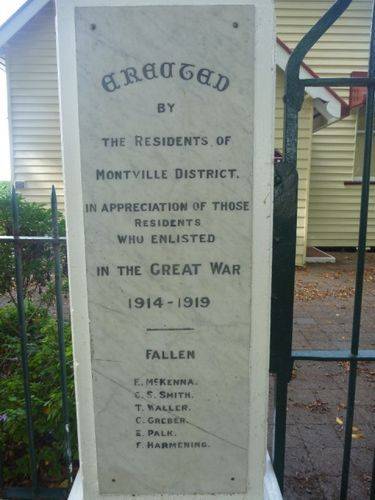 ERECTED
BY
THE RESIDENTS OF
MONTVILLE DISTRICT.
IN APPRECIATION OF THOSE
RESIDENTS
WHO ENLISTED
IN THE GREAT WAR
1914-1919
FALLEN
E. McKENNA.
C. S. SMITH.
T. WALLER.
C. GREBER.
E. PALK.
F. HARMENING.